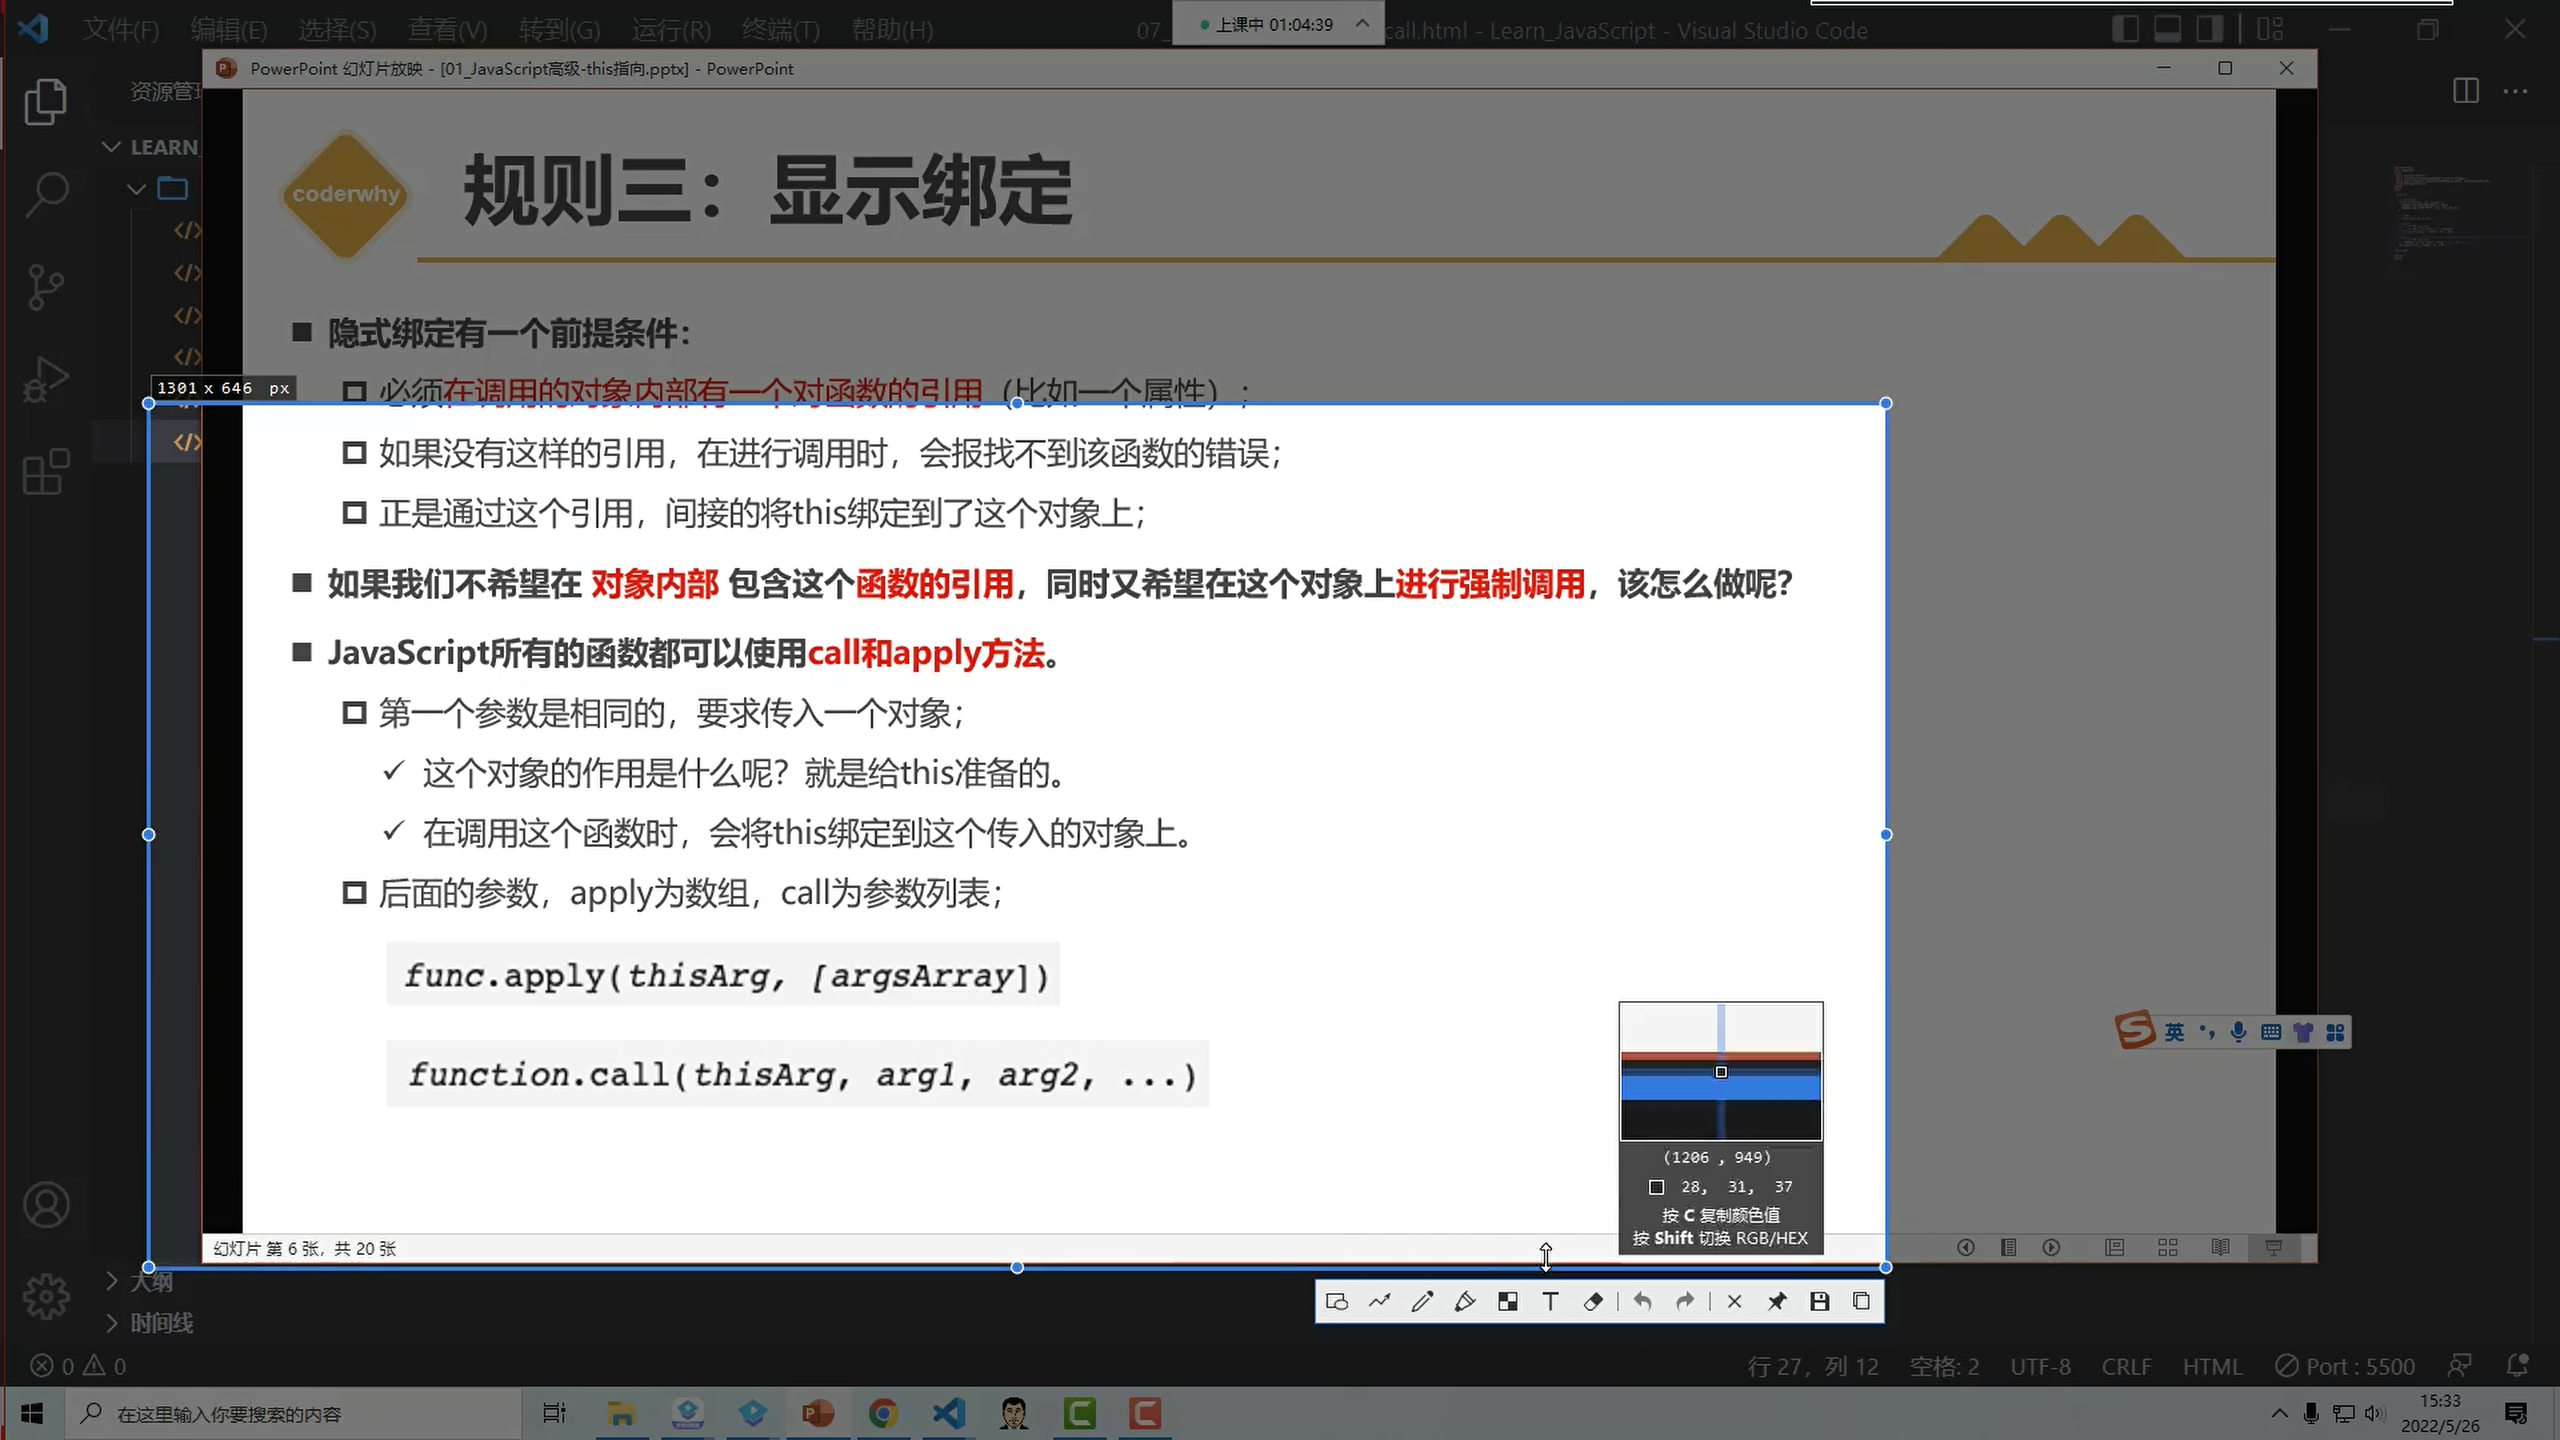 文件(F) 编辑(E) 选择(S) 查看(V) 转到(G) 运行(R) 终端(T) 帮助(H)
07_
上课中 01:04:39
call.html - Learn_JavaScript - Visual Studio Code
PowerPoint 幻灯片放映 - [01_JavaScript高级-this指向.pptx] - PowerPoint
资源管
LEARN_
coderwhy
规则三：显示绑定
隐式绑定有一个前提条件：
1301 x 646 px
必须在调用的对象内部有一个对函数的引用（比如一个属性）；
如果没有这样的引用，在进行调用时，会报找不到该函数的错误；
正是通过这个引用，间接的将this绑定到了这个对象上；
如果我们不希望在 对象内部 包含这个函数的引用，同时又希望在这个对象上进行强制调用，该怎么做呢？
JavaScript所有的函数都可以使用call和apply方法。
第一个参数是相同的，要求传入一个对象；
✓ 这个对象的作用是什么呢？就是给this准备的。
✓ 在调用这个函数时，会将this绑定到这个传入的对象上。
后面的参数，apply为数组，call为参数列表；
func.apply(thisArg, [argsArray])
function.call(thisArg, arg1, arg2, ...)
英
(1206 , 949)
28, 31, 37
按 C 复制颜色值
按 Shift 切换 RGB/HEX
幻灯片 第 6 张，共 20 张
大纲
时间线
0 0
行 27，列 12 空格: 2 UTF-8 CRLF HTML Port : 5500
在这里输入你要搜索的内容
15:33
2022/5/26